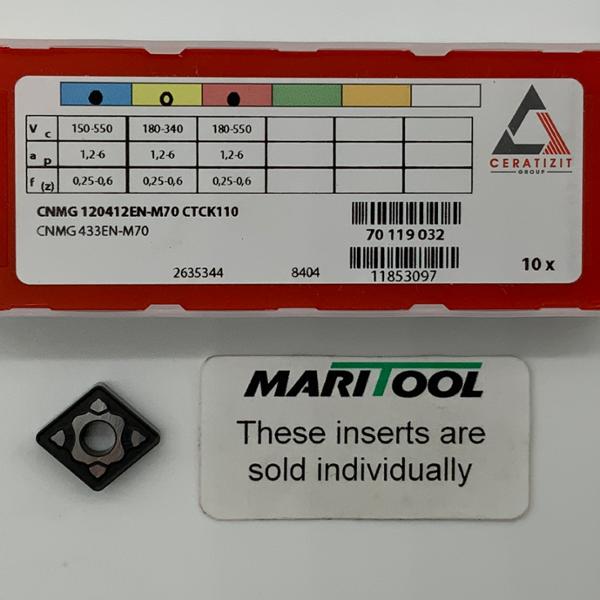 V c 150-550 180-340 180-550
a p 1,2-6 1,2-6 1,2-6
f (z) 0,25-0,6 0,25-0,6 0,25-0,6
CERATIZIT
GROUP
CNMG 120412EN-M70 CTCK110
CNMG 433EN-M70
70 119 032
2635344 8404 11853097
10 x
MARITOOL
These inserts are
sold individually